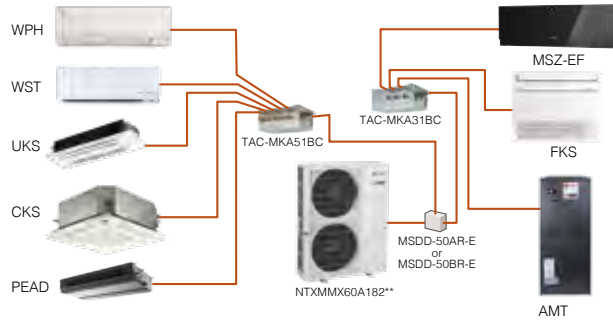 WPH
WST
UKS
CKS
PEAD
TAC-MKA51BC
NTXMMX60A182**
MSDD-50AR-E
or
MSDD-50BR-E
TAC-MKA31BC
MSZ-EF
FKS
AMT